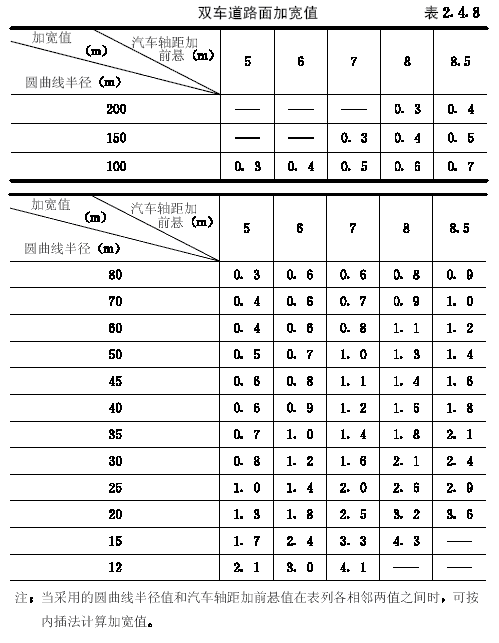 双车道路面加宽值 表 2.4.8
加宽值 (m) 汽车轴距加前悬 (m) 圆曲线半径 (m) 5 6 7 8 8.5
200 — — — 0.3 0.4
150 — — 0.3 0.4 0.5
100 0.3 0.4 0.5 0.6 0.7
加宽值 (m) 汽车轴距加前悬 (m) 圆曲线半径 (m) 5 6 7 8 8.5
80 0.3 0.6 0.6 0.8 0.9
70 0.4 0.6 0.7 0.9 1.0
60 0.4 0.6 0.8 1.1 1.2
50 0.5 0.7 1.0 1.3 1.4
45 0.6 0.8 1.1 1.4 1.6
40 0.6 0.9 1.2 1.5 1.8
35 0.7 1.0 1.4 1.8 2.1
30 0.8 1.2 1.6 2.1 2.4
25 1.0 1.4 2.0 2.6 2.9
20 1.3 1.8 2.5 3.2 3.6
15 1.7 2.4 3.3 4.3 —
12 2.1 3.0 4.1 — —
注：当采用的圆曲线半径值和汽车轴距加前悬值在表列各相邻两值之间时，可按
内插法计算加宽值。